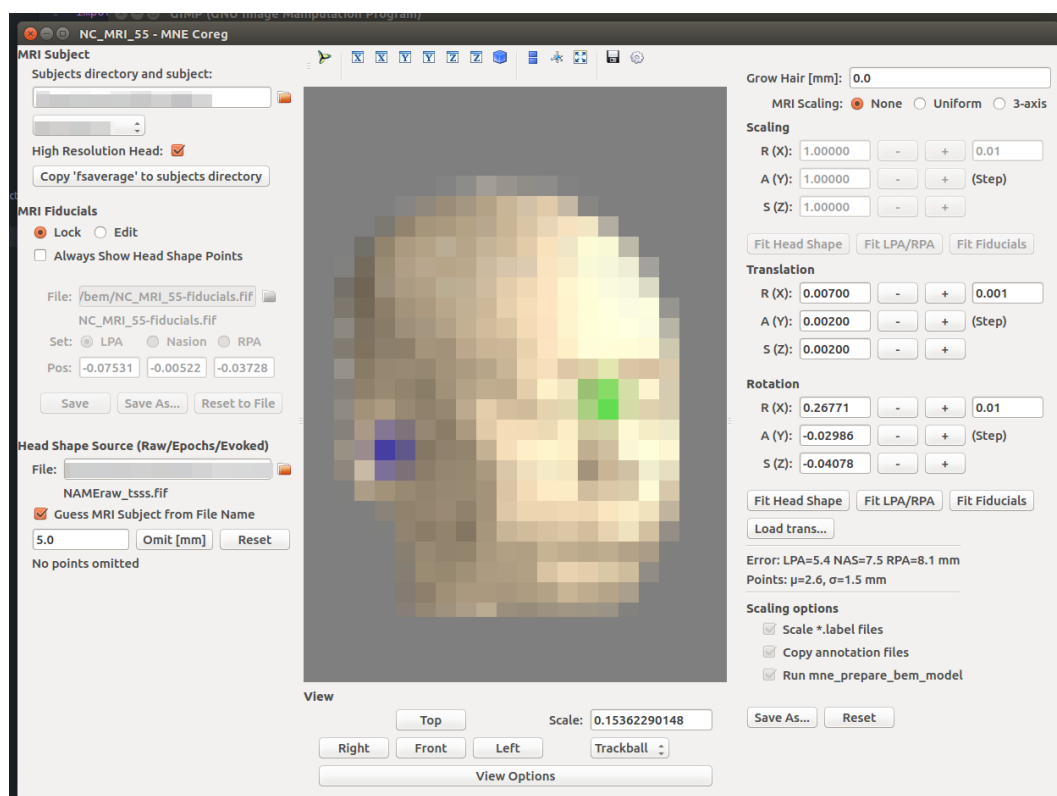 GIMP (GNU Image Manipulation Program)
NC_MRI_55 - MNE Coreg
MRI Subject
Subjects directory and subject:
High Resolution Head:
Copy 'fsaverage' to subjects directory
MRI Fiducials
Lock Edit
Always Show Head Shape Points
File: /bem/NC_MRI_55-fiducials.fif
NC_MRI_55-fiducials.fif
Set: LPA Nasion RPA
Pos: -0.07531 -0.00522 -0.03728
Save Save As... Reset to File
Head Shape Source (Raw/Epochs/Evoked)
File:
NAMEraw_tsss.fif
Guess MRI Subject from File Name
5.0 Omit [mm] Reset
No points omitted
X X Y Y Z Z
View
Top Scale: 0.15362290148
Right Front Left Trackball
View Options
Grow Hair [mm]: 0.0
MRI Scaling: None Uniform 3-axis
Scaling
R (X): 1.00000 - + 0.01
A (Y): 1.00000 - + (Step)
S (Z): 1.00000 - +
Fit Head Shape Fit LPA/RPA Fit Fiducials
Translation
R (X): 0.00700 - + 0.001
A (Y): 0.00200 - + (Step)
S (Z): 0.00200 - +
Rotation
R (X): 0.26771 - + 0.01
A (Y): -0.02986 - + (Step)
S (Z): -0.04078 - +
Fit Head Shape Fit LPA/RPA Fit Fiducials
Load trans...
Error: LPA=5.4 NAS=7.5 RPA=8.1 mm
Points: μ=2.6, σ=1.5 mm
Scaling options
Scale *.label files
Copy annotation files
Run mne_prepare_bem_model
Save As... Reset